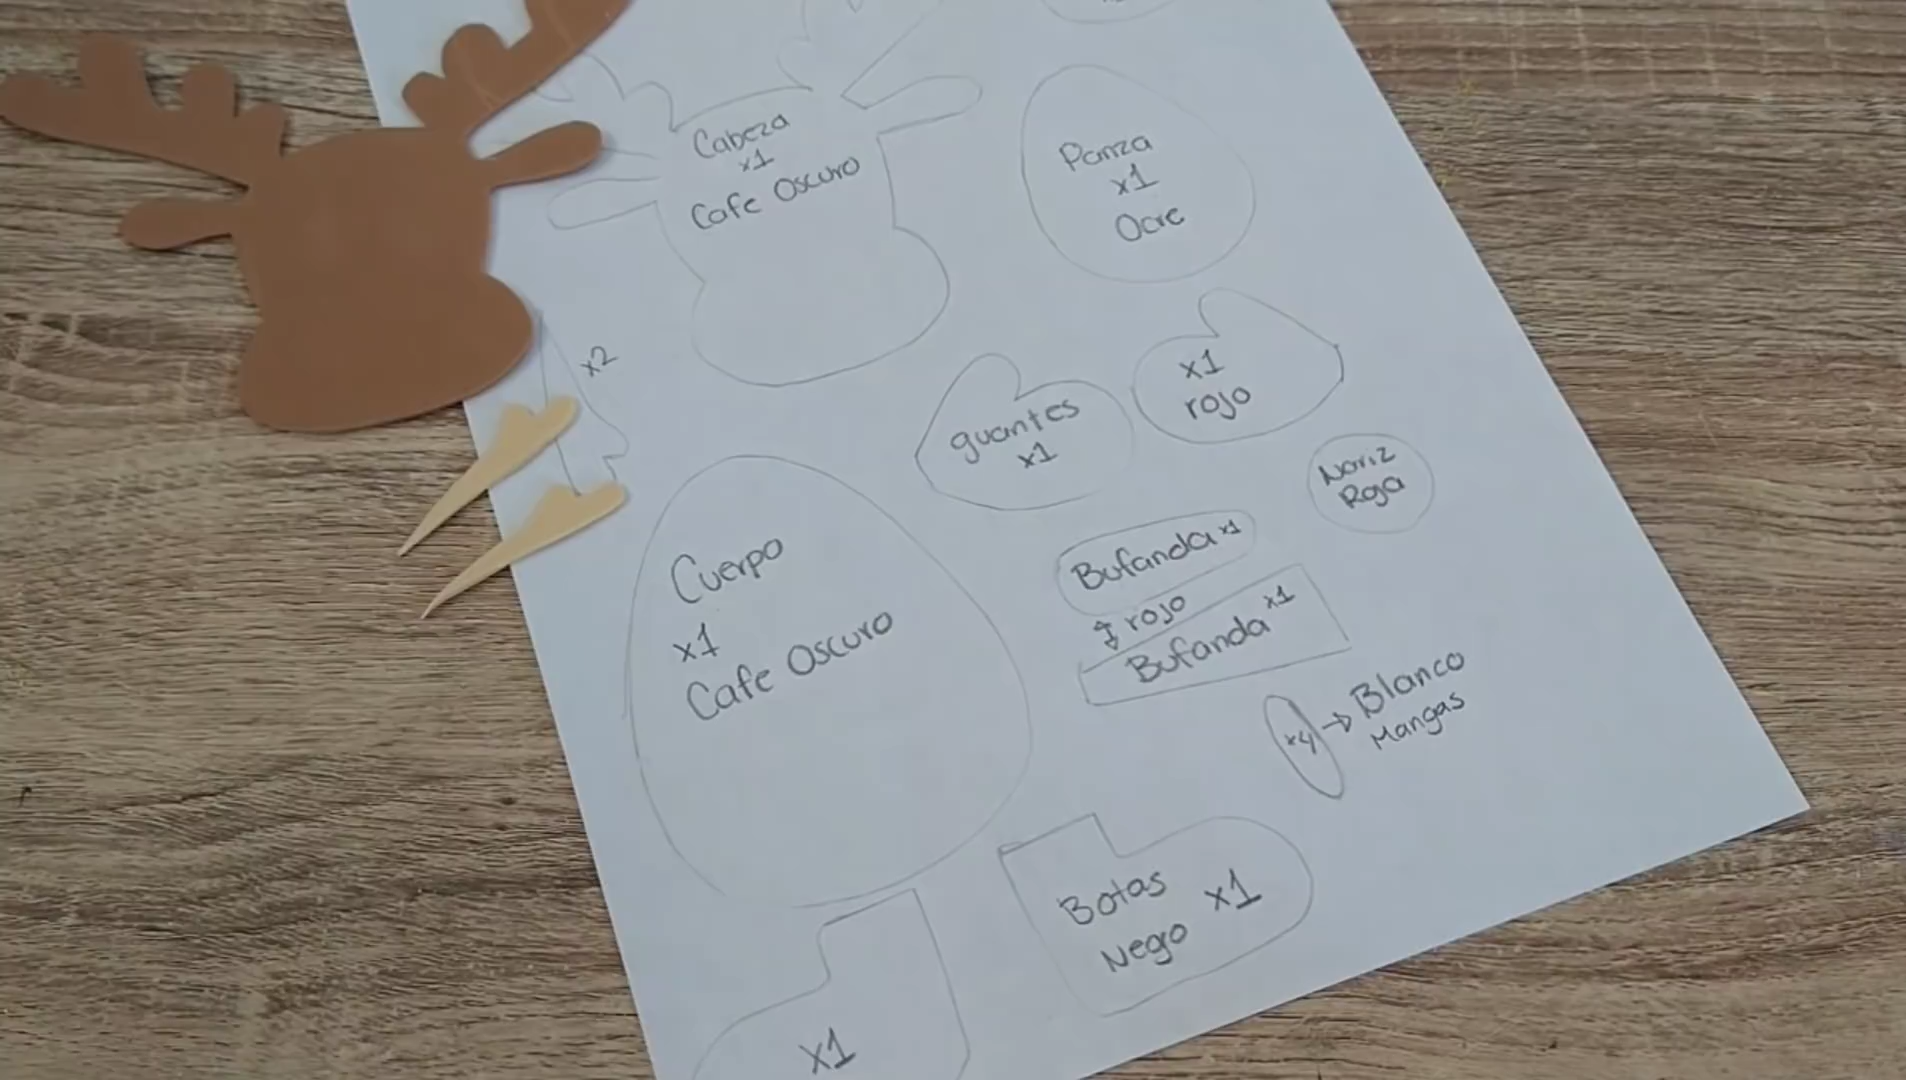 Cabeza
x1
Cafe Oscuro
Panza
x1
Ocre
x2
guantes
x1
x1
rojo
Nariz
Roja
Cuerpo
x1
Cafe Oscuro
Bufanda x1
rojo
Bufanda x1
x4 → Blanco
Mangas
Botas x1
Negro
x1